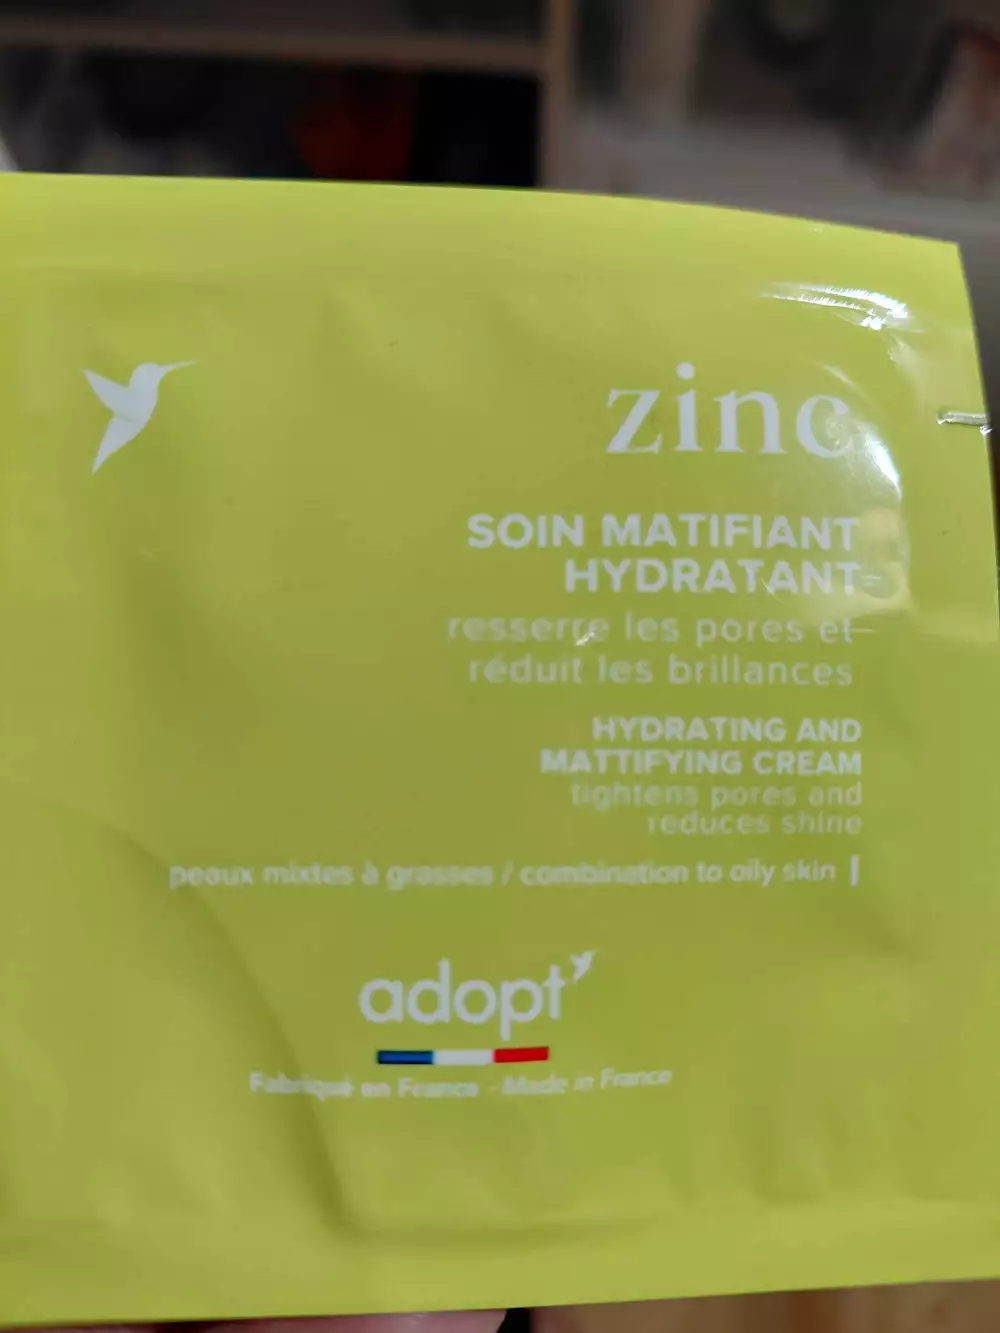 zinc
SOIN MATIFIANT
HYDRATANT
resserre les pores et
réduit les brillances
HYDRATING AND
MATTIFYING CREAM
tightens pores and
reduces shine
peaux mixtes à grasses / combination to oily skin
adopt
Fabriqué en France - Made in France